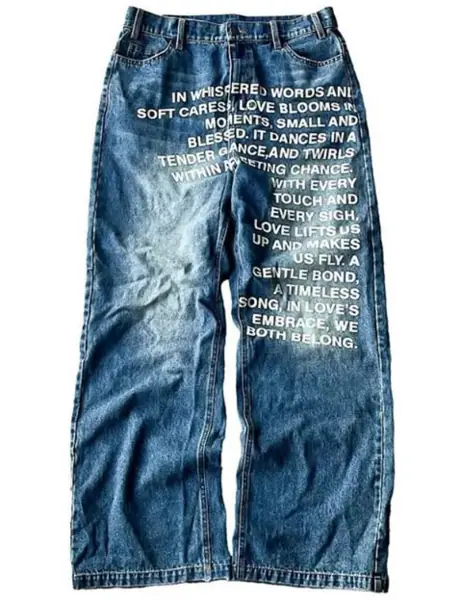 IN WHISPERED WORDS AND
SOFT CARESS, LOVE BLOOMS IN
MOMENTS, SMALL AND
BLESSED. IT DANCES IN A
TENDER GLANCE, AND TWIRLS
WITHIN A FLEETING CHANCE.
WITH EVERY
TOUCH AND
EVERY SIGH,
LOVE LIFTS US
UP AND MAKES
US FLY. A
GENTLE BOND,
A TIMELESS
SONG, IN LOVE'S
EMBRACE, WE
BOTH BELONG.